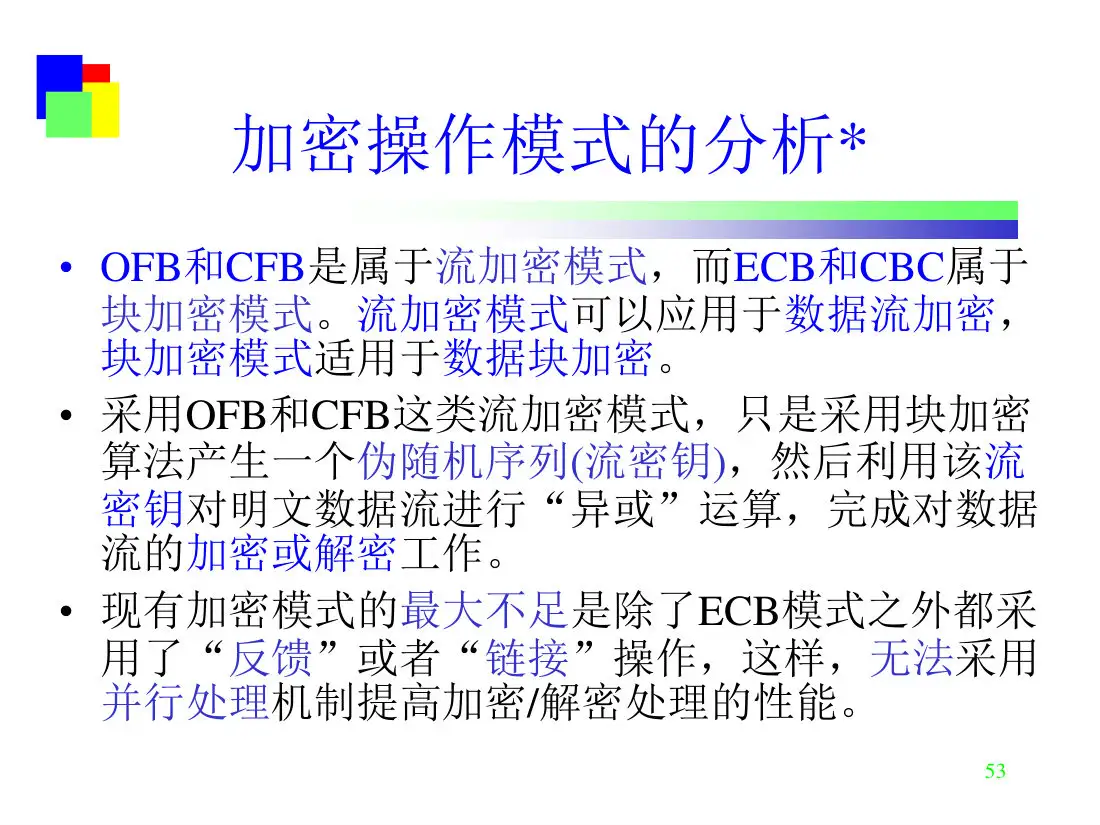 加密操作模式的分析*
• OFB和CFB是属于流加密模式，而ECB和CBC属于
块加密模式。流加密模式可以应用于数据流加密，
块加密模式适用于数据块加密。
• 采用OFB和CFB这类流加密模式，只是采用块加密
算法产生一个伪随机序列(流密钥)，然后利用该流
密钥对明文数据流进行“异或”运算，完成对数据
流的加密或解密工作。
• 现有加密模式的最大不足是除了ECB模式之外都采
用了“反馈”或者“链接”操作，这样，无法采用
并行处理机制提高加密/解密处理的性能。
53